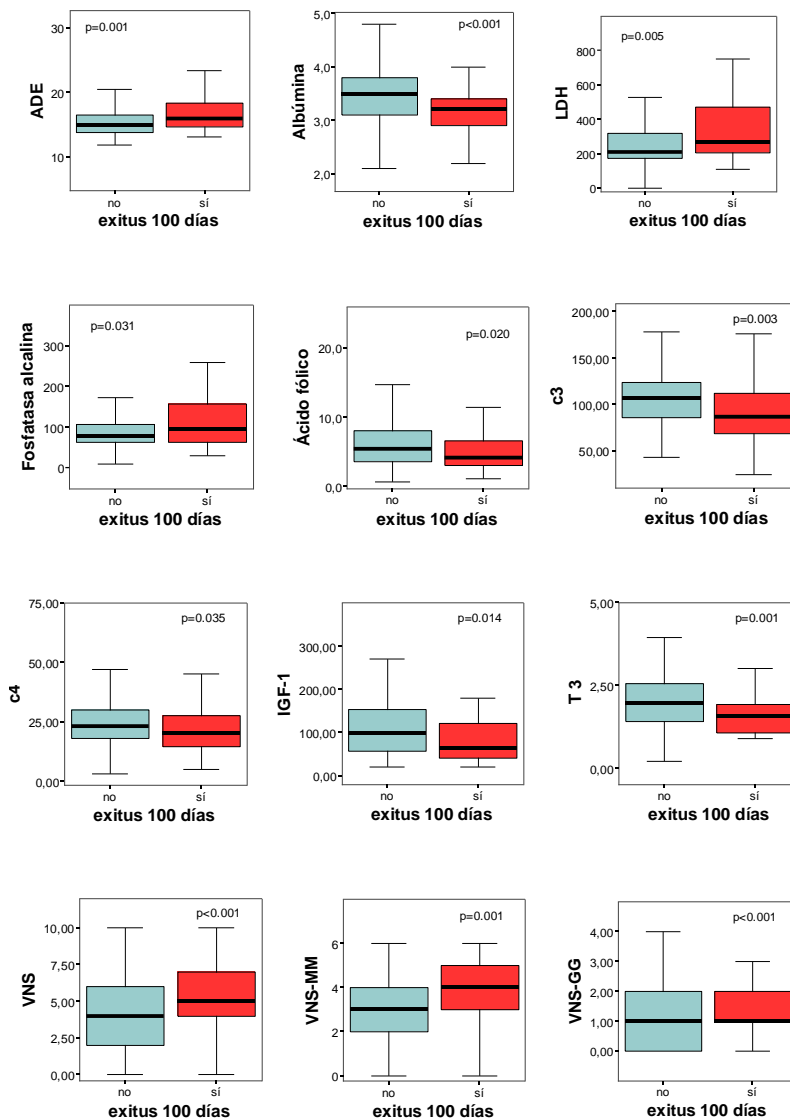 ADE
30
20
10
p=0.001
no
sí
exitus 100 días
Albúmina
5,0
4,0
3,0
2,0
p<0.001
no
sí
exitus 100 días
LDH
800
600
400
200
0
p=0.005
no
sí
exitus 100 días
Fosfatasa alcalina
300
200
100
0
p=0.031
no
sí
exitus 100 días
Ácido fólico
20,0
10,0
0,0
p=0.020
no
sí
exitus 100 días
c3
200,00
150,00
100,00
50,00
p=0.003
no
sí
exitus 100 días
c4
75,00
50,00
25,00
0,00
p=0.035
no
sí
exitus 100 días
IGF-1
300,00
200,00
100,00
0,00
p=0.014
no
sí
exitus 100 días
T 3
5,00
2,50
0,00
p=0.001
no
sí
exitus 100 días
VNS
10,00
7,50
5,00
2,50
0,00
p<0.001
no
sí
exitus 100 días
VNS-MM
6
4
2
0
p=0.001
no
sí
exitus 100 días
VNS-GG
4,00
3,00
2,00
1,00
0,00
p<0.001
no
sí
exitus 100 días